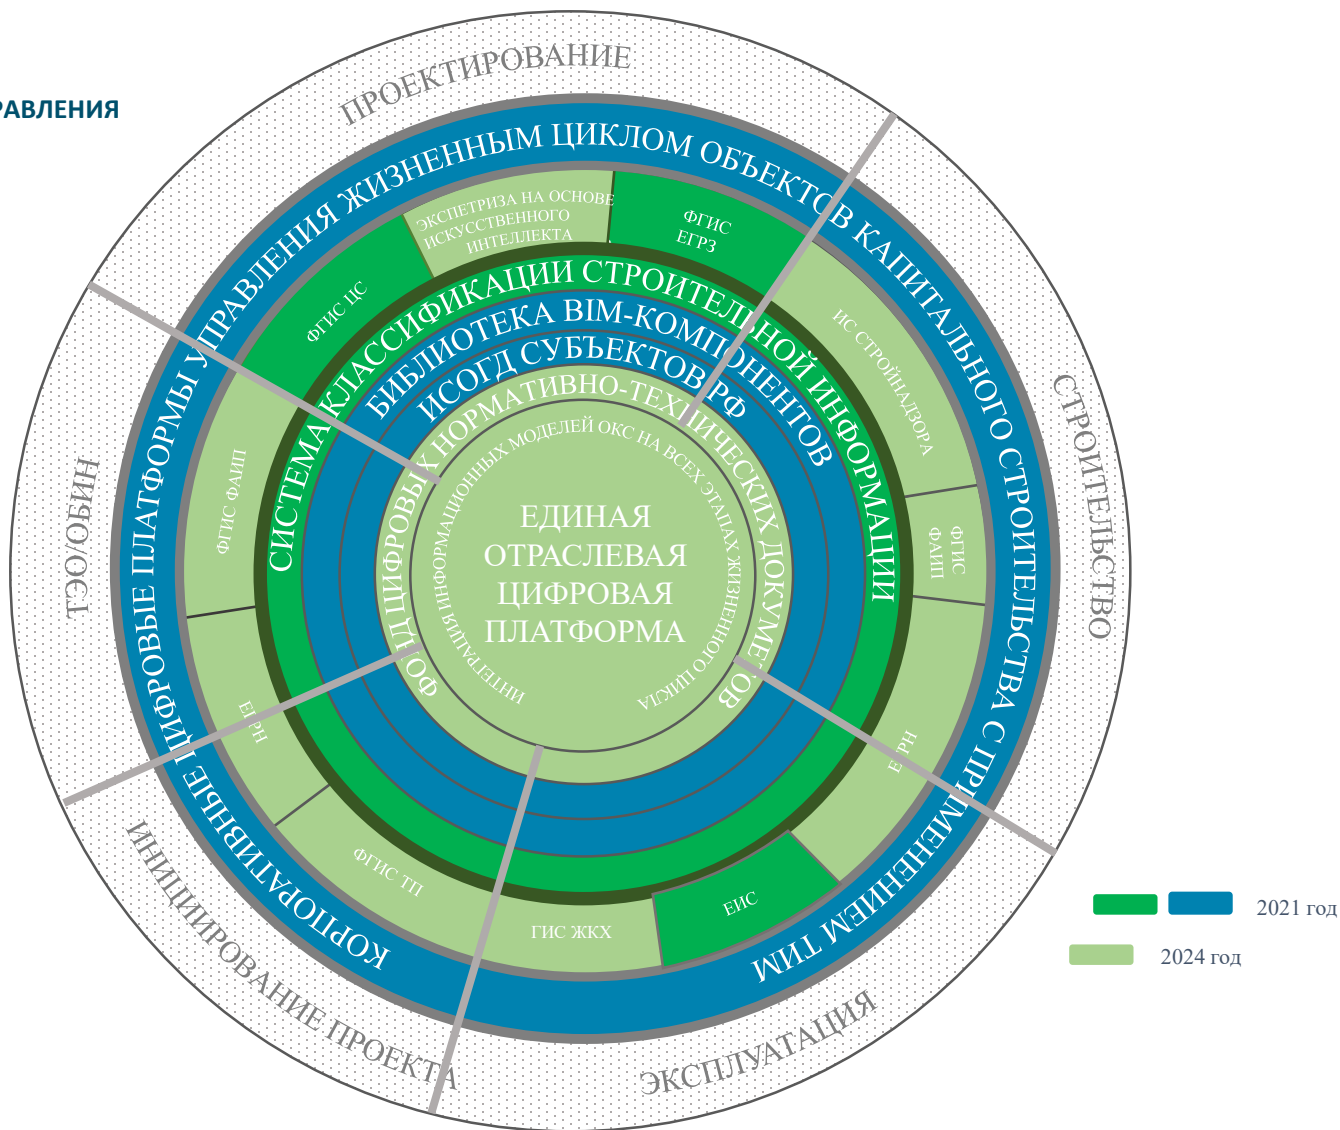 РАВЛЕНИЯ
ПРОЕКТИРОВАНИЕ
СТРОИТЕЛЬСТВО
ЭКСПЛУАТАЦИЯ
ИНИЦИИРОВАНИЕ ПРОЕКТА
ТЭО/ОБИН
КОРПОРАТИВНЫЕ ЦИФРОВЫЕ ПЛАТФОРМЫ УПРАВЛЕНИЯ ЖИЗНЕННЫМ ЦИКЛОМ ОБЪЕКТОВ КАПИТАЛЬНОГО СТРОИТЕЛЬСТВА С ПРИМЕНЕНИЕМ ТИМ
ФГИС ЦС
ЭКСПЕТРИЗА НА ОСНОВЕ
ИСКУССТВЕННОГО
ИНТЕЛЛЕКТА
ФГИС
ЕГРЗ
ИС СТРОЙНАДЗОРА
ФГИС
ФАИП
ЕГРН
ЕИС
ГИС ЖКХ
ФГИС ТП
ЕГРН
ФГИС ФАИП
СИСТЕМА КЛАССИФИКАЦИИ СТРОИТЕЛЬНОЙ ИНФОРМАЦИИ
БИБЛИОТЕКА BIM-КОМПОНЕНТОВ
ИСОГД СУБЪЕКТОВ РФ
ФОНД ЦИФРОВЫХ НОРМАТИВНО-ТЕХНИЧЕСКИХ ДОКУМЕНТОВ
ИНТЕГРАЦИЯ ИНФОРМАЦИОННЫХ МОДЕЛЕЙ ОКС НА ВСЕХ ЭТАПАХ ЖИЗНЕННОГО ЦИКЛА
ЕДИНАЯ
ОТРАСЛЕВАЯ
ЦИФРОВАЯ
ПЛАТФОРМА
2021 год
2024 год